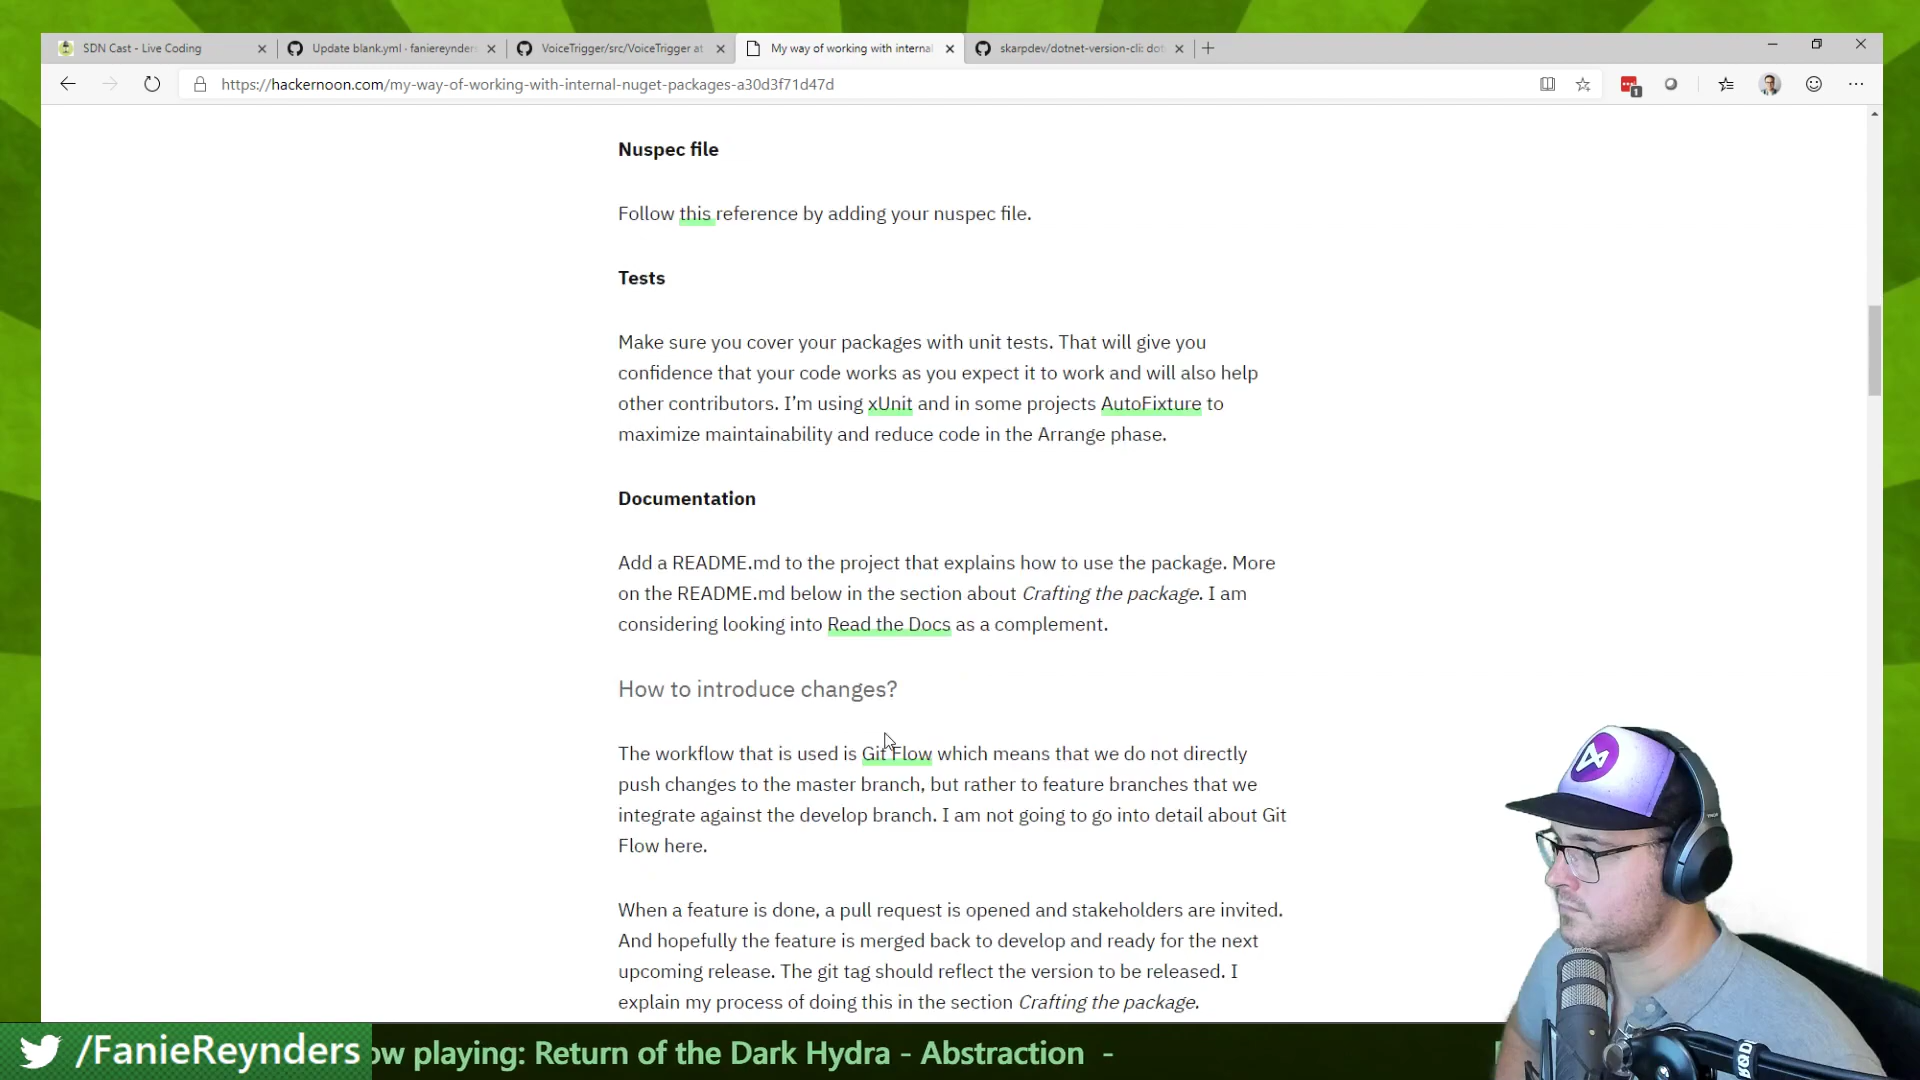 SDN Cast - Live Coding
Update blank.yml · faniereynders
VoiceTrigger/src/VoiceTrigger at
My way of working with internal
skarpdev/dotnet-version-cli: dot
https://hackernoon.com/my-way-of-working-with-internal-nuget-packages-a30d3f71d47d
1
Nuspec file
Follow this reference by adding your nuspec file.
Tests
Make sure you cover your packages with unit tests. That will give you
confidence that your code works as you expect it to work and will also help
other contributors. I'm using xUnit and in some projects AutoFixture to
maximize maintainability and reduce code in the Arrange phase.
Documentation
Add a README.md to the project that explains how to use the package. More
on the README.md below in the section about Crafting the package. I am
considering looking into Read the Docs as a complement.
How to introduce changes?
The workflow that is used is Git Flow which means that we do not directly
push changes to the master branch, but rather to feature branches that we
integrate against the develop branch. I am not going to go into detail about Git
Flow here.
When a feature is done, a pull request is opened and stakeholders are invited.
And hopefully the feature is merged back to develop and ready for the next
upcoming release. The git tag should reflect the version to be released. I
explain my process of doing this in the section Crafting the package.
/FanieReynders
ow playing: Return of the Dark Hydra - Abstraction -